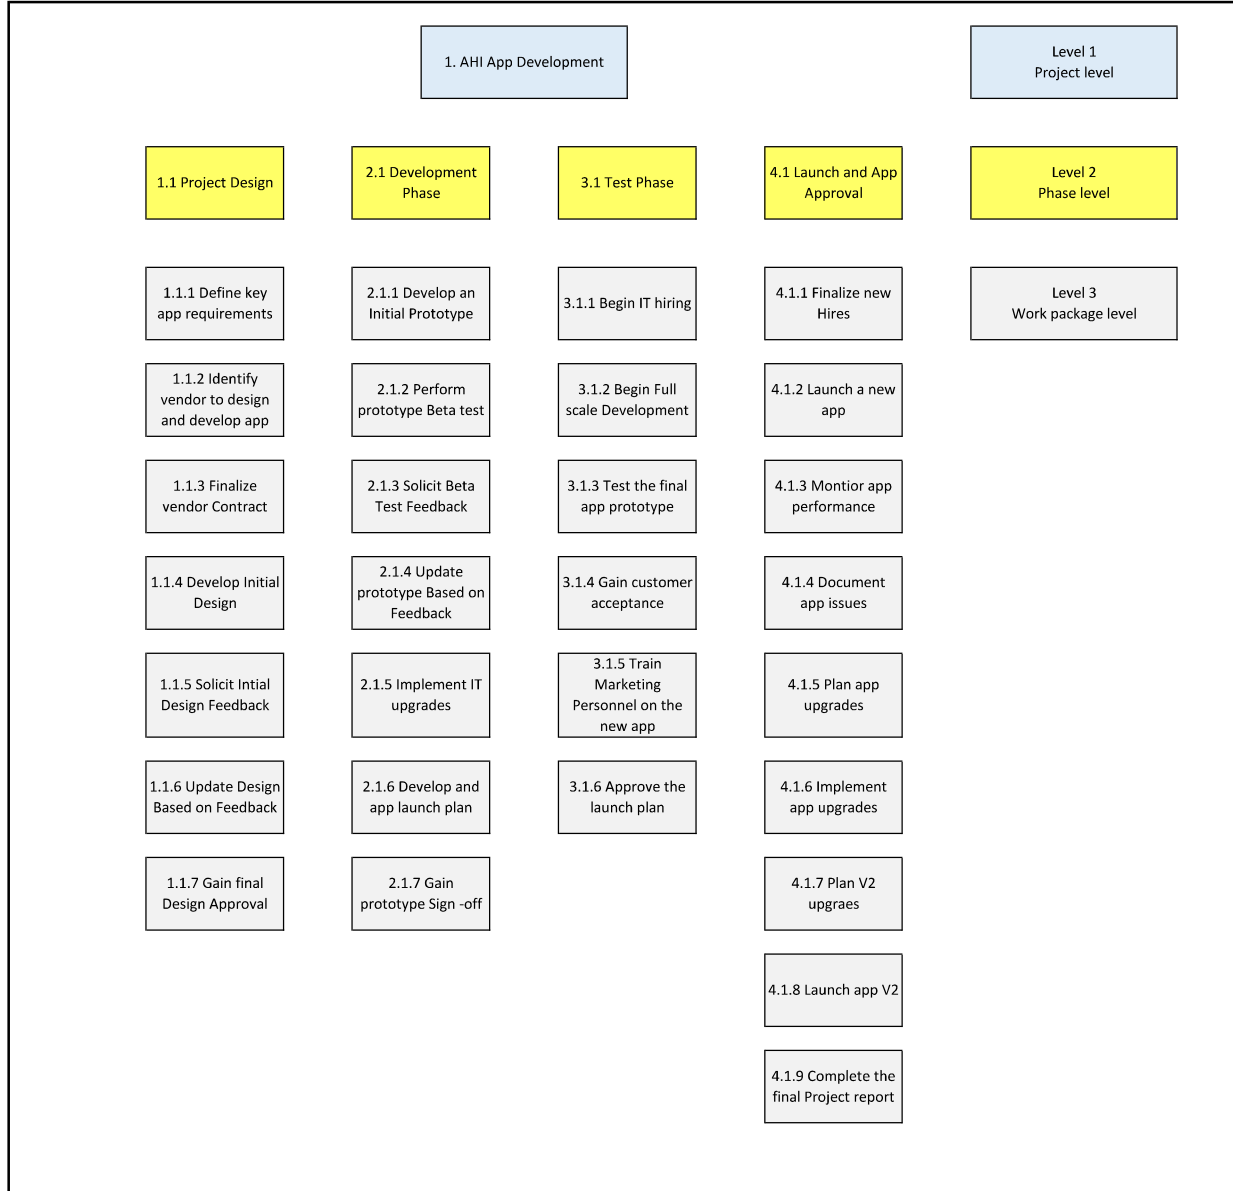 1. AHI App Development
Level 1
Project level
1.1 Project Design
2.1 Development
Phase
3.1 Test Phase
4.1 Launch and App
Approval
Level 2
Phase level
1.1.1 Define key
app requirements
2.1.1 Develop an
Initial Prototype
3.1.1 Begin IT hiring
4.1.1 Finalize new
Hires
Level 3
Work package level
1.1.2 Identify
vendor to design
and develop app
2.1.2 Perform
prototype Beta test
3.1.2 Begin Full
scale Development
4.1.2 Launch a new
app
1.1.3 Finalize
vendor Contract
2.1.3 Solicit Beta
Test Feedback
3.1.3 Test the final
app prototype
4.1.3 Montior app
performance
1.1.4 Develop Initial
Design
2.1.4 Update
prototype Based on
Feedback
3.1.4 Gain customer
acceptance
4.1.4 Document
app issues
1.1.5 Solicit Intial
Design Feedback
2.1.5 Implement IT
upgrades
3.1.5 Train
Marketing
Personnel on the
new app
4.1.5 Plan app
upgrades
1.1.6 Update Design
Based on Feedback
2.1.6 Develop and
app launch plan
3.1.6 Approve the
launch plan
4.1.6 Implement
app upgrades
1.1.7 Gain final
Design Approval
2.1.7 Gain
prototype Sign -off
4.1.7 Plan V2
upgraes
4.1.8 Launch app V2
4.1.9 Complete the
final Project report